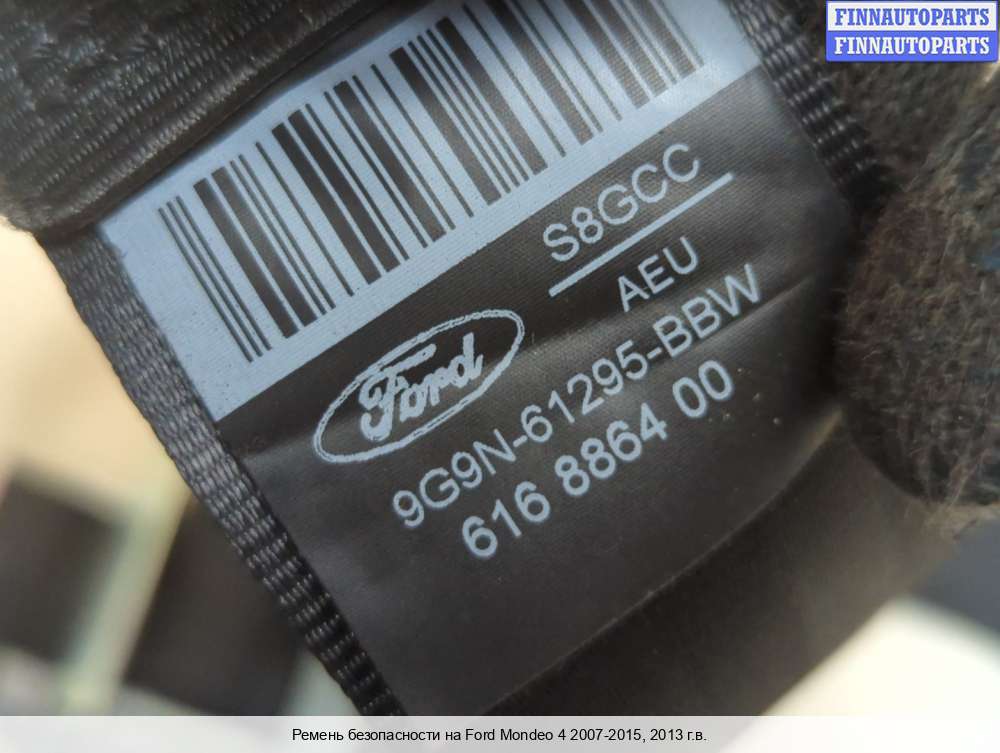 FINNAUTOPARTS
FINNAUTOPARTS
S8GCC
AEU
Ford
9G9N-61295-BBW
616 8864 00
Ремень безопасности на Ford Mondeo 4 2007-2015, 2013 г.в.